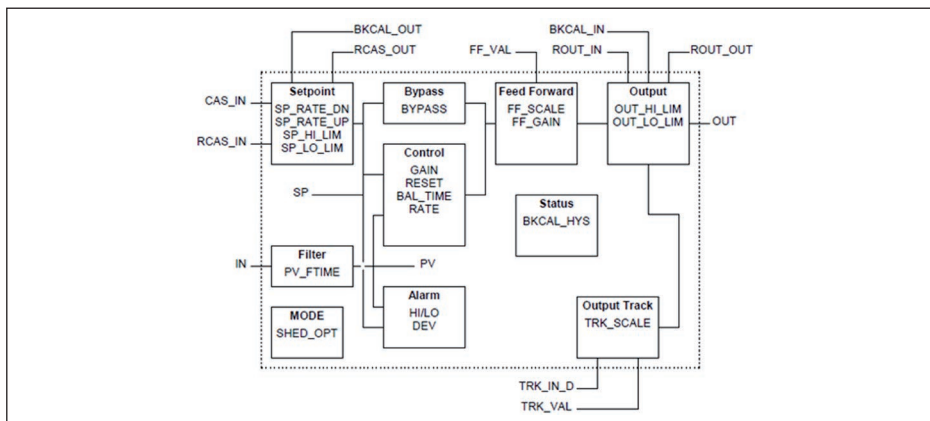 BKCAL_OUT
RCAS_OUT
FF_VAL
BKCAL_IN
ROUT_IN
ROUT_OUT
CAS_IN
RCAS_IN
SP
IN
Setpoint
SP_RATE_DN
SP_RATE_UP
SP_HI_LIM
SP_LO_LIM
Bypass
BYPASS
Feed Forward
FF_SCALE
FF_GAIN
Output
OUT_HI_LIM
OUT_LO_LIM
OUT
Control
GAIN
RESET
BAL_TIME
RATE
Status
BKCAL_HYS
Filter
PV_FTIME
PV
MODE
SHED_OPT
Alarm
HI/LO
DEV
Output Track
TRK_SCALE
TRK_IN_D
TRK_VAL